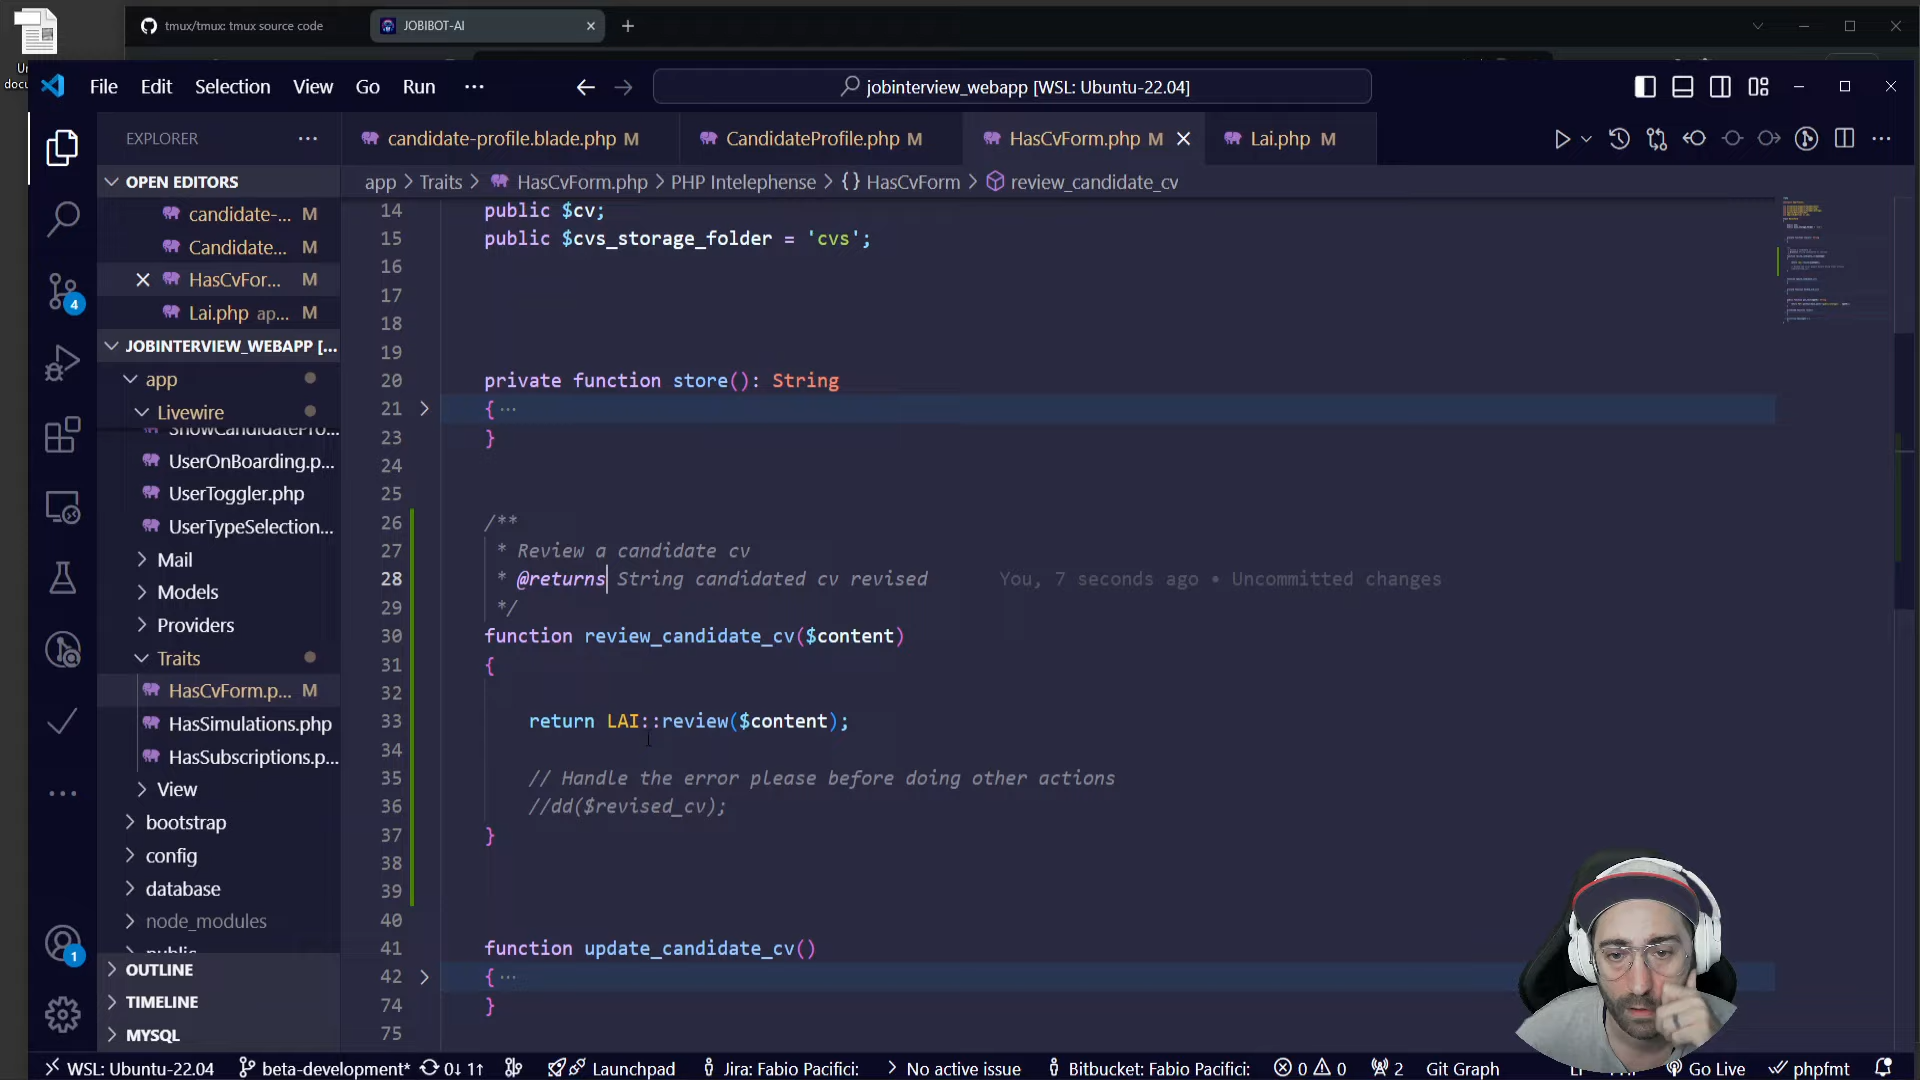 tmux/tmux: tmux source code
JOBIBOT-AI
File Edit Selection View Go Run ···
jobinterview_webapp [WSL: Ubuntu-22.04]
EXPLORER
candidate-profile.blade.php M
CandidateProfile.php M
HasCvForm.php M
Lai.php M
app > Traits > HasCvForm.php > PHP Intelephense > {} HasCvForm > review_candidate_cv
OPEN EDITORS
candidate-... M
Candidate... M
HasCvFor... M
Lai.php ap... M
JOBINTERVIEW_WEBAPP [...
app
Livewire
ShowCandidatePro...
UserOnBoarding.p...
UserToggler.php
UserTypeSelection...
Mail
Models
Providers
Traits
HasCvForm.p... M
HasSimulations.php
HasSubscriptions.p...
View
bootstrap
config
database
node_modules
public
OUTLINE
TIMELINE
MYSQL
4
1
14 public $cv;
15 public $cvs_storage_folder = 'cvs';
16
17
18
19
20 private function store(): String
21 { ···
23 }
24
25
26 /**
27 * Review a candidate cv
28 * @returns String candidated cv revised You, 7 seconds ago • Uncommitted changes
29 */
30 function review_candidate_cv($content)
31 {
32
33 return LAI::review($content);
34
35 // Handle the error please before doing other actions
36 //dd($revised_cv);
37 }
38
39
40
41 function update_candidate_cv()
42 { ···
74 }
75
WSL: Ubuntu-22.04 beta-development* 0↓ 1↑ Launchpad Jira: Fabio Pacifici: > No active issue Bitbucket: Fabio Pacifici: 0 0 2 Git Graph Go Live phpfmt